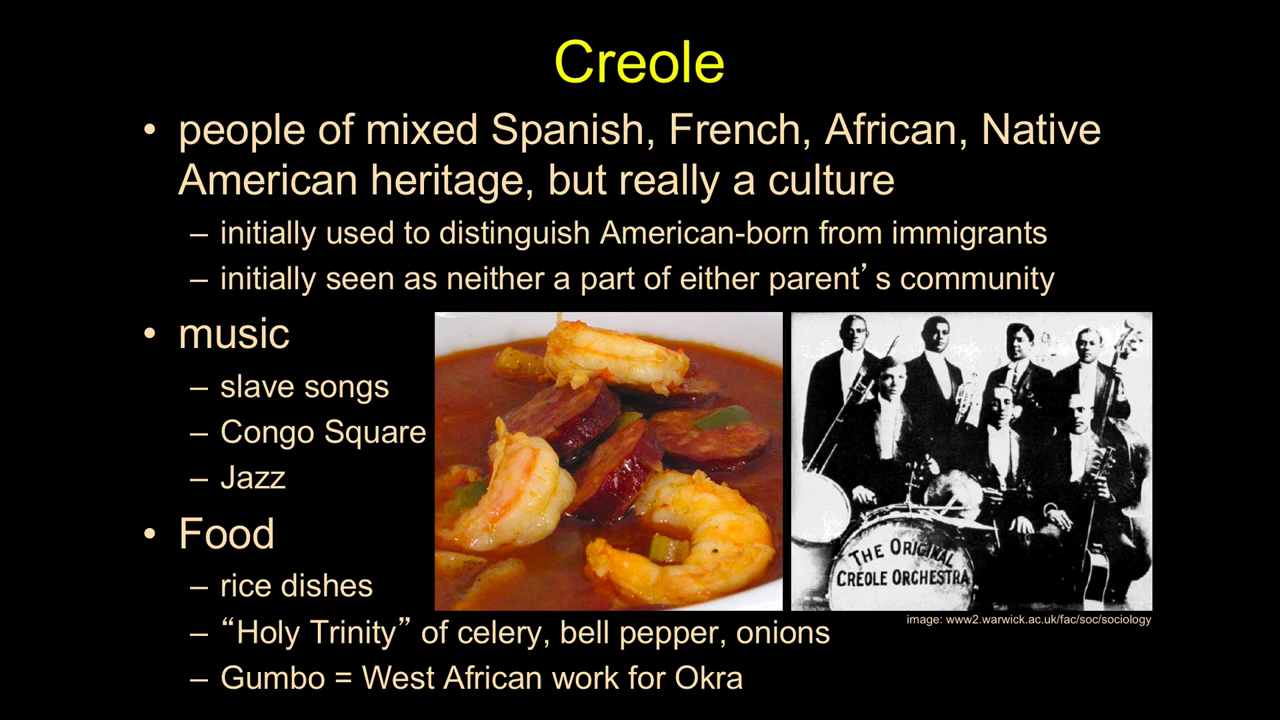 Creole
• people of mixed Spanish, French, African, Native
American heritage, but really a culture
– initially used to distinguish American-born from immigrants
– initially seen as neither a part of either parent’s community
• music
– slave songs
– Congo Square
– Jazz
• Food
– rice dishes
– “Holy Trinity” of celery, bell pepper, onions
– Gumbo = West African work for Okra
THE ORIGINAL
CREOLE ORCHESTRA
image: www2.warwick.ac.uk/fac/soc/sociology